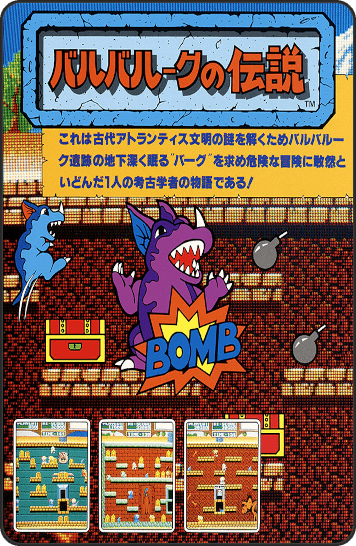 バルバルークの伝説
TM
これは古代アトランティス文明の謎を解くためバルバルー
ク遺跡の地下深く眠る"バーグ"を求め危険な冒険に敢然と
いどんだ1人の考古学者の物語である!
BOMB